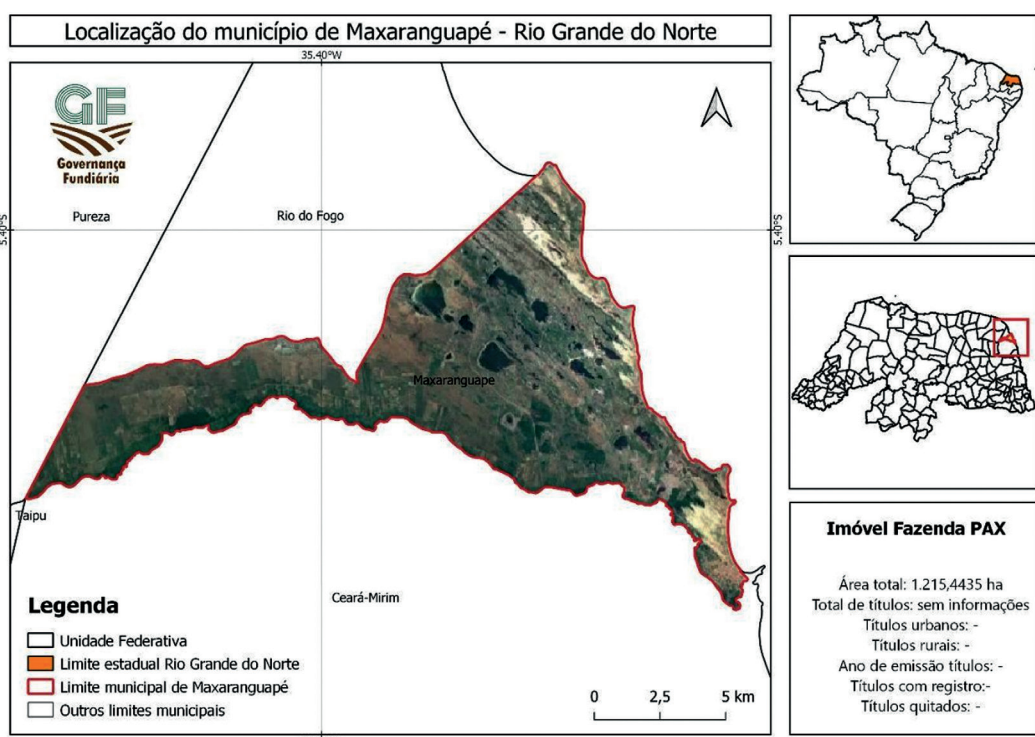 Localização do município de Maxaranguapé - Rio Grande do Norte
35.40°W
GF
Governança
Fundiária
Pureza
Rio do Fogo
5.40°S
5.40°S
Maxaranguape
Taipu
Ceará-Mirim
Legenda
Unidade Federativa
Limite estadual Rio Grande do Norte
Limite municipal de Maxaranguapé
Outros limites municipais
0 2,5 5 km
Imóvel Fazenda PAX
Área total: 1.215,4435 ha
Total de títulos: sem informações
Títulos urbanos: -
Títulos rurais: -
Ano de emissão títulos: -
Títulos com registro:-
Títulos quitados: -